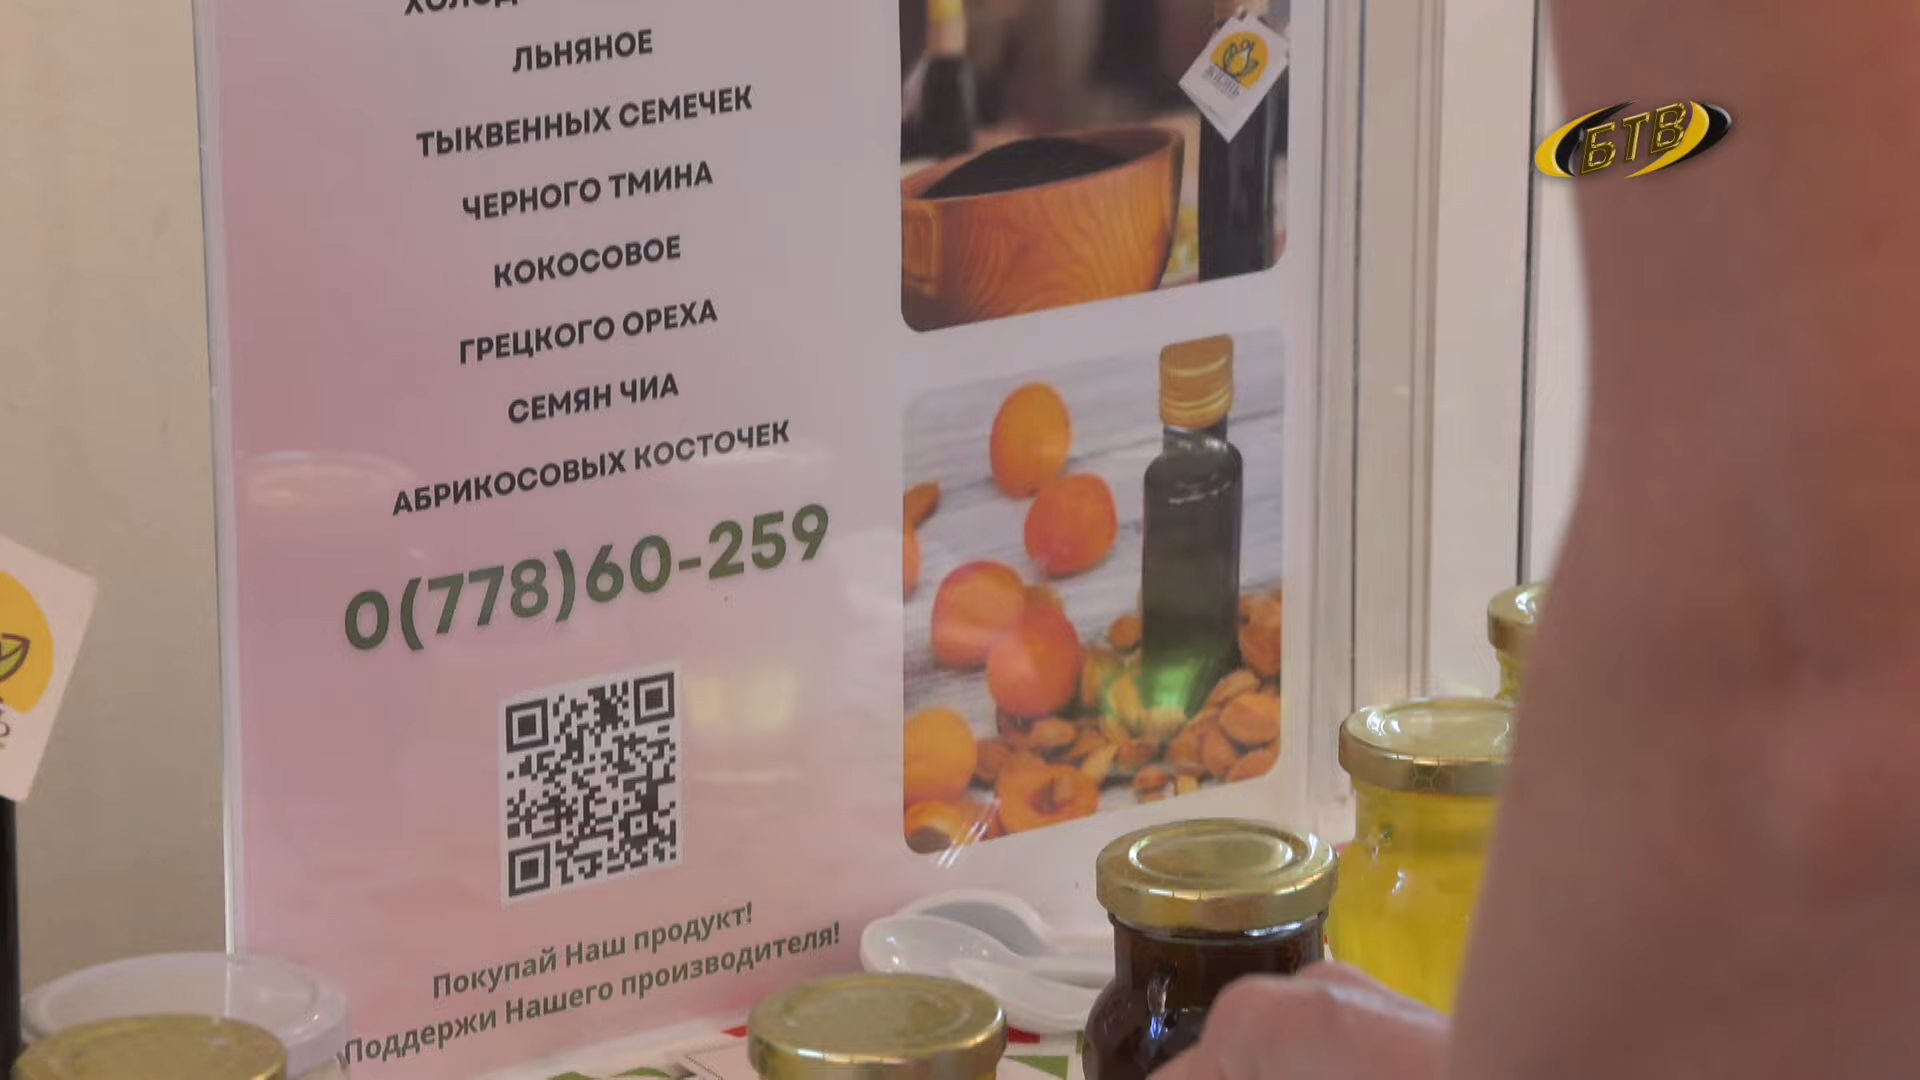 ЛЬНЯНОЕ
ТЫКВЕННЫХ СЕМЕЧЕК
ЧЕРНОГО ТМИНА
КОКОСОВОЕ
ГРЕЦКОГО ОРЕХА
СЕМЯН ЧИА
АБРИКОСОВЫХ КОСТОЧЕК
0(778)60-259
Покупай Наш продукт!
Поддержи Нашего производителя!
БТВ